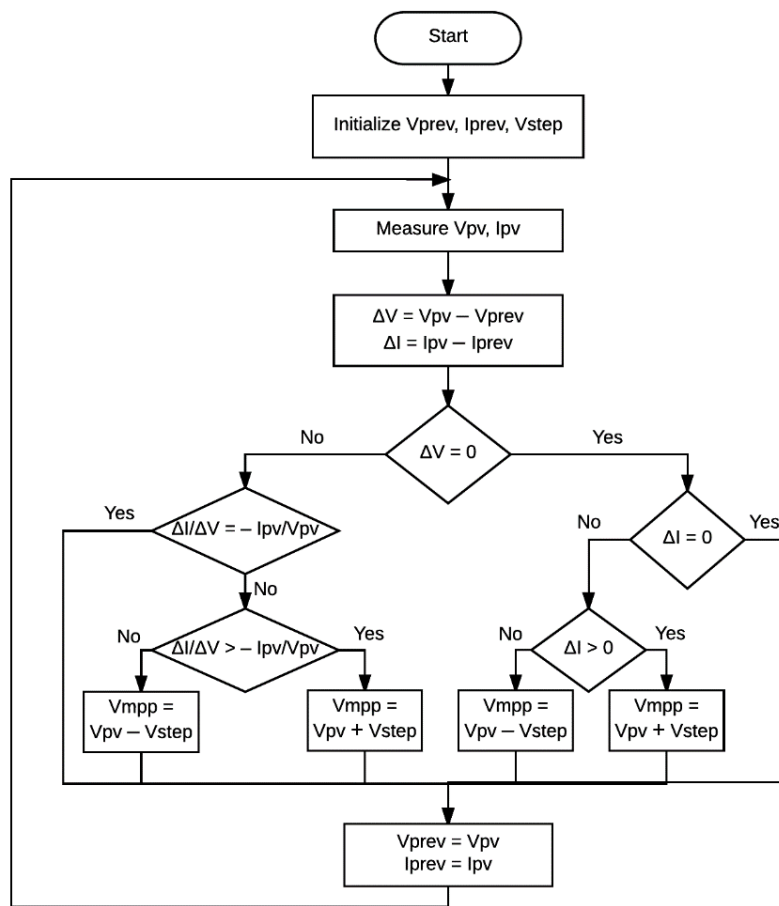 Start
Initialize Vprev, Iprev, Vstep
Measure Vpv, Ipv
ΔV = Vpv – Vprev
ΔI = Ipv – Iprev
No
Yes
ΔV = 0
Yes
ΔI/ΔV = – Ipv/Vpv
No
ΔI = 0
Yes
No
No
ΔI/ΔV > – Ipv/Vpv
Yes
No
ΔI > 0
Yes
Vmpp =
Vpv – Vstep
Vmpp =
Vpv + Vstep
Vmpp =
Vpv – Vstep
Vmpp =
Vpv + Vstep
Vprev = Vpv
Iprev = Ipv